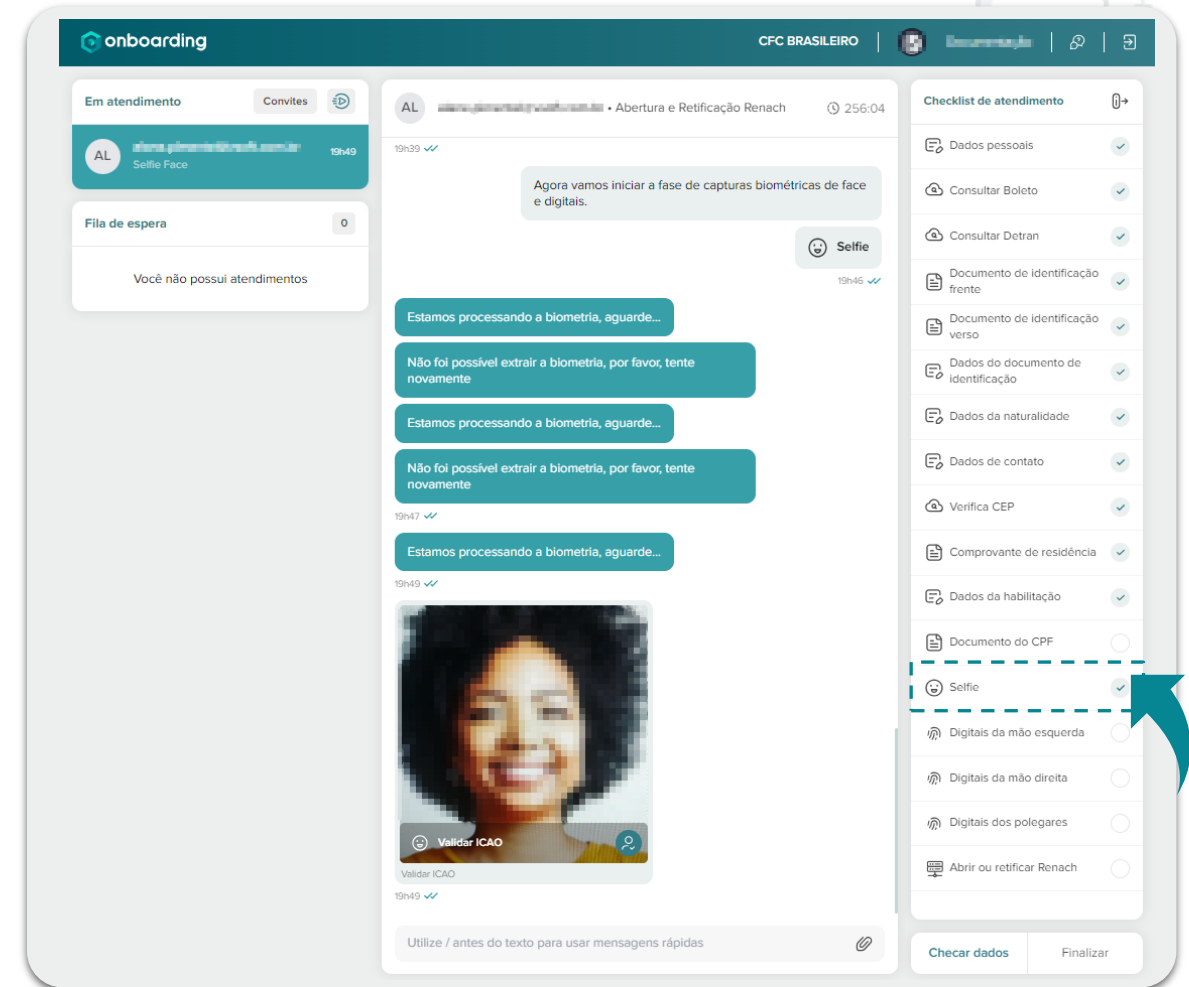 onboarding
CFC BRASILEIRO
Em atendimento
Convites
AL
19h49
Selfie Face
Fila de espera
0
Você não possui atendimentos
AL
• Abertura e Retificação Renach
256:04
19h39
Agora vamos iniciar a fase de capturas biométricas de face
e digitais.
Selfie
19h46
Estamos processando a biometria, aguarde...
Não foi possível extrair a biometria, por favor, tente
novamente
Estamos processando a biometria, aguarde...
Não foi possível extrair a biometria, por favor, tente
novamente
19h47
Estamos processando a biometria, aguarde...
19h49
Validar ICAO
Validar ICAO
19h49
Utilize / antes do texto para usar mensagens rápidas
Checklist de atendimento
Dados pessoais
Consultar Boleto
Consultar Detran
Documento de identificação
frente
Documento de identificação
verso
Dados do documento de
identificação
Dados da naturalidade
Dados de contato
Verifica CEP
Comprovante de residência
Dados da habilitação
Documento do CPF
Selfie
Digitais da mão esquerda
Digitais da mão direita
Digitais dos polegares
Abrir ou retificar Renach
Checar dados
Finalizar